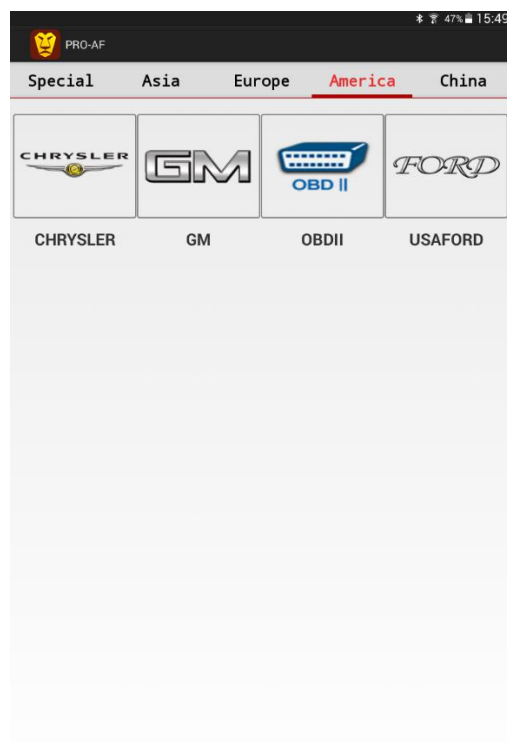 47% 15:49
PRO-AF
Special Asia Europe America China
CHRYSLER GM OBD II FORD
CHRYSLER GM OBDII USAFORD